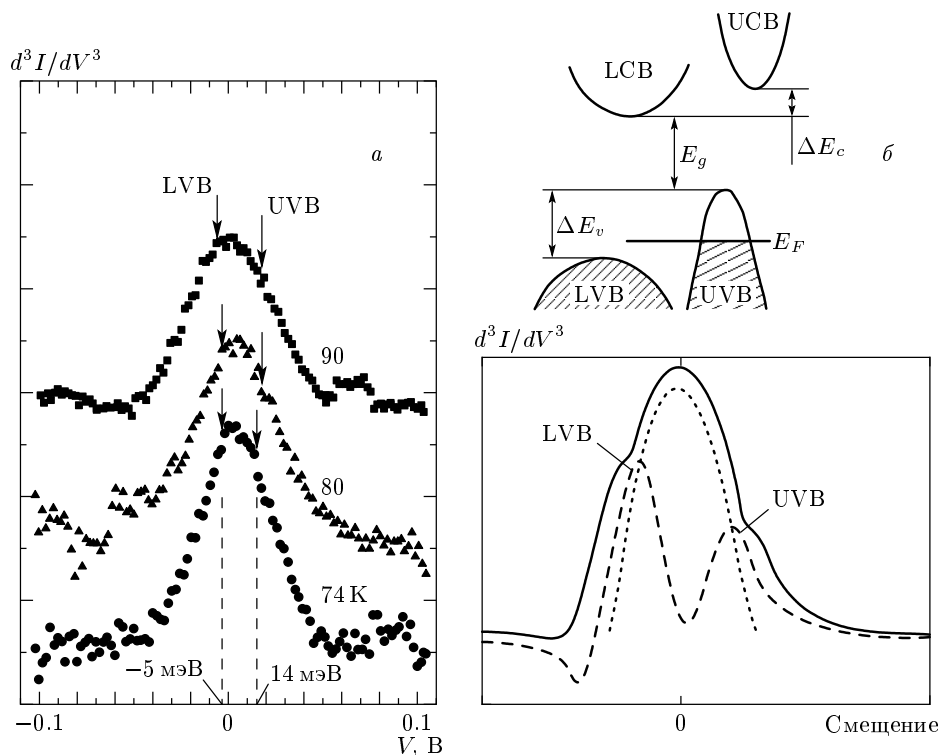 d³I/dV³
а
LVB
UVB
90
80
74 K
−5 мэВ
14 мэВ
−0.1
0
0.1
V, В
UCB
LCB
ΔE_c
E_g
б
ΔE_v
E_F
LVB
UVB
d³I/dV³
LVB
UVB
0
Смещение